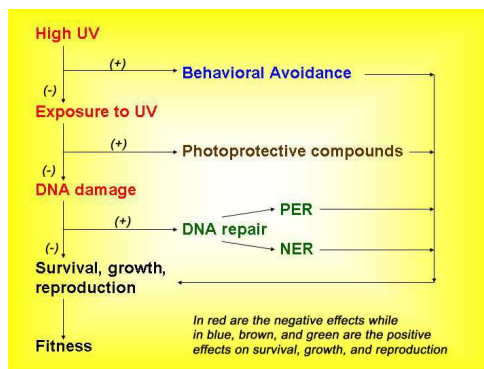 High UV
(+)
Behavioral Avoidance
(-)
Exposure to UV
(+)
Photoprotective compounds
(-)
DNA damage
PER
(+)
DNA repair
(-)
NER
Survival, growth,
reproduction
In red are the negative effects while
in blue, brown, and green are the positive
effects on survival, growth, and reproduction
Fitness